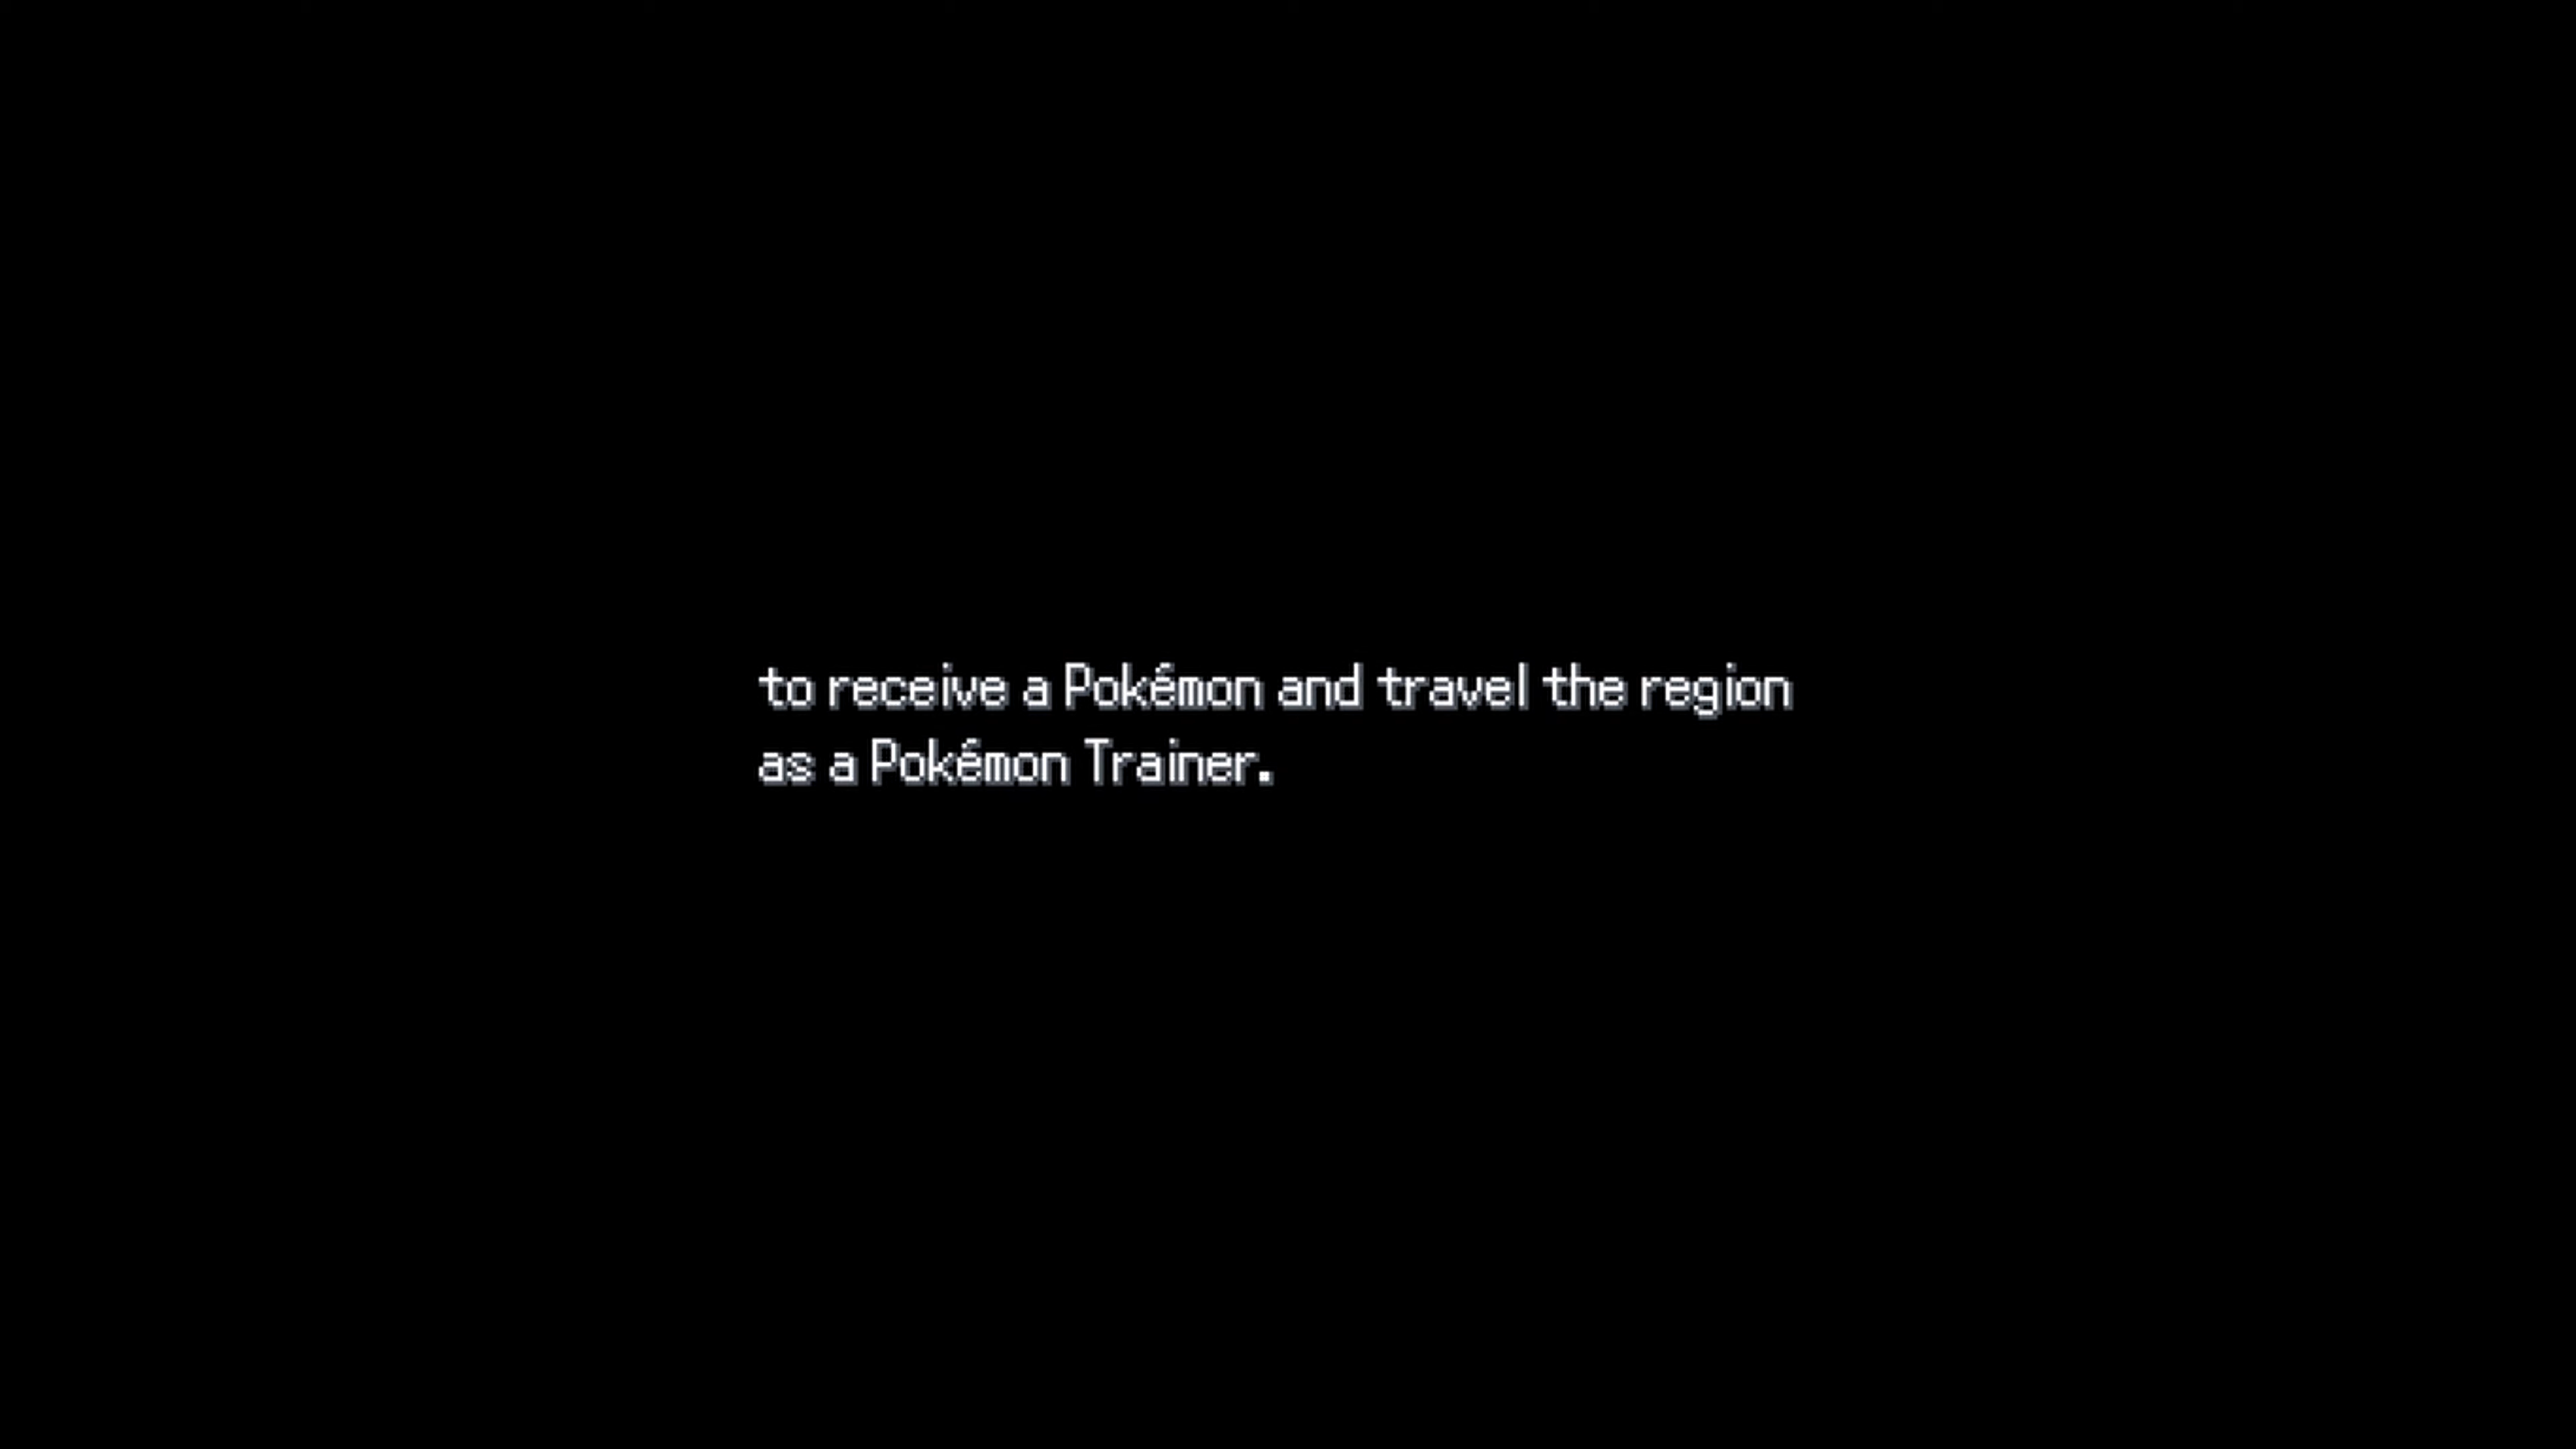 to receive a Pokémon and travel the region
as a Pokémon Trainer.